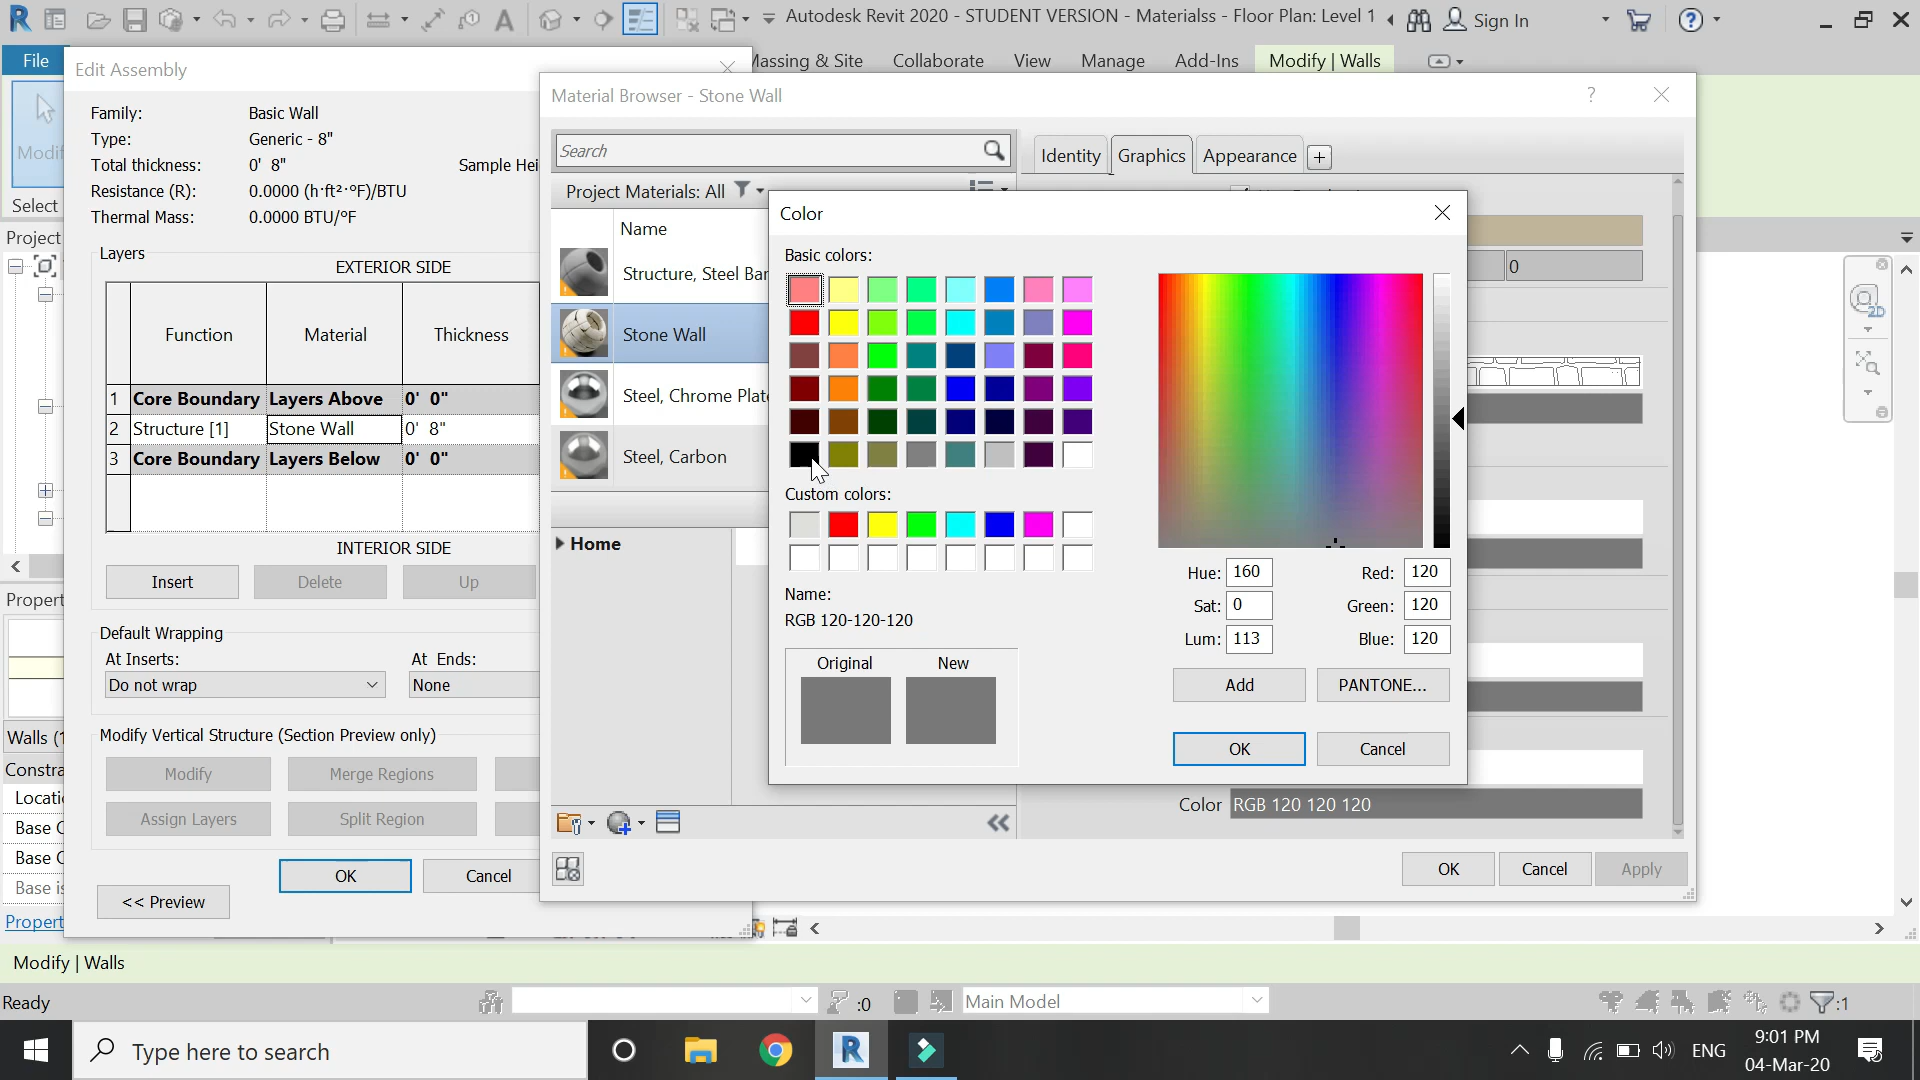 Autodesk Revit 2020 - STUDENT VERSION - Materialss - Floor Plan: Level 1
Sign In
File
Massing & Site
Collaborate
View
Manage
Add-Ins
Modify | Walls
Edit Assembly
Material Browser - Stone Wall
Family: Basic Wall
Type: Generic - 8"
Total thickness: 0' 8"
Sample Hei
Resistance (R): 0.0000 (h·ft²·°F)/BTU
Thermal Mass: 0.0000 BTU/°F
Modif
Select
Project
Search
Identity
Graphics
Appearance
Project Materials: All
Name
Structure, Steel Bar
Stone Wall
Steel, Chrome Plate
Steel, Carbon
Home
Layers
EXTERIOR SIDE
Function Material Thickness
1 Core Boundary Layers Above 0' 0"
2 Structure [1] Stone Wall 0' 8"
3 Core Boundary Layers Below 0' 0"
INTERIOR SIDE
Insert
Delete
Up
Default Wrapping
At Inserts:
At Ends:
Do not wrap
None
Modify Vertical Structure (Section Preview only)
Modify
Merge Regions
Assign Layers
Split Region
OK
Cancel
<< Preview
Color
Basic colors:
Custom colors:
Name:
RGB 120-120-120
Original
New
Hue: 160
Red: 120
Sat: 0
Green: 120
Lum: 113
Blue: 120
Add
PANTONE...
OK
Cancel
0
Color RGB 120 120 120
OK
Cancel
Apply
2D
Propert
Walls (1
Constra
Locatio
Base C
Base C
Base is
Propert
Modify | Walls
Ready
:0
Main Model
:1
Type here to search
ENG
9:01 PM
04-Mar-20